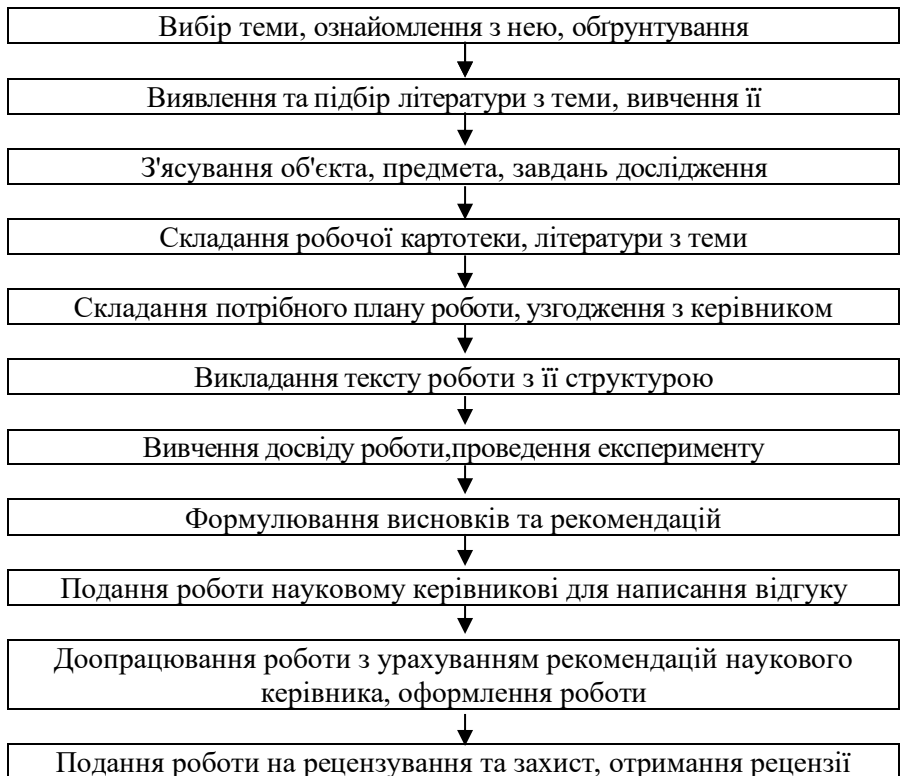 Вибір теми, ознайомлення з нею, обґрунтування
Виявлення та підбір літератури з теми, вивчення її
З'ясування об'єкта, предмета, завдань дослідження
Складання робочої картотеки, літератури з теми
Складання потрібного плану роботи, узгодження з керівником
Викладання тексту роботи з її структурою
Вивчення досвіду роботи,проведення експерименту
Формулювання висновків та рекомендацій
Подання роботи науковому керівникові для написання відгуку
Доопрацювання роботи з урахуванням рекомендацій наукового
керівника, оформлення роботи
Подання роботи на рецензування та захист, отримання рецензії